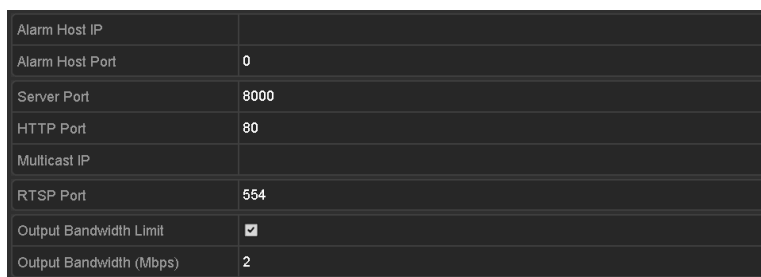 Alarm Host IP
Alarm Host Port 0
Server Port 8000
HTTP Port 80
Multicast IP
RTSP Port 554
Output Bandwidth Limit
Output Bandwidth (Mbps) 2